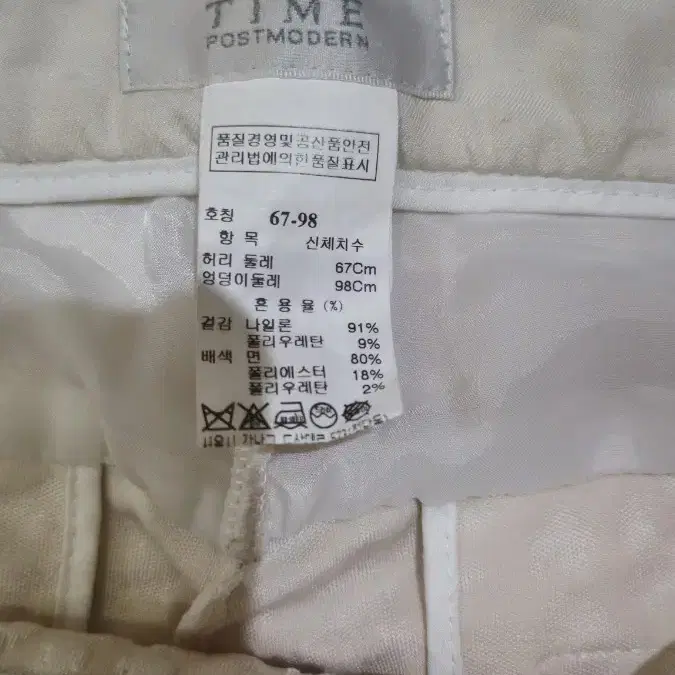 TIME
POSTMODERN
품질경영및공산품안전
관리법에의한품질표시
호칭 67-98
항 목 신체치수
허리 둘레 67Cm
엉덩이둘레 98Cm
혼 용 율 (%)
겉감 나일론 91%
폴리우레탄 9%
배색 면 80%
폴리에스터 18%
폴리우레탄 2%